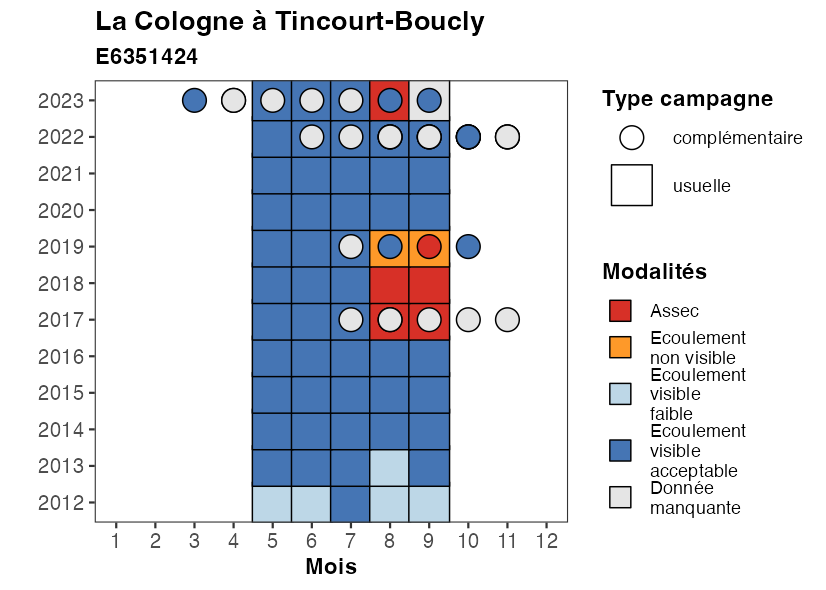 La Cologne à Tincourt-Boucly
E6351424
2023
2022
2021
2020
2019
2018
2017
2016
2015
2014
2013
2012
1 2 3 4 5 6 7 8 9 10 11 12
Mois
Type campagne
complémentaire
usuelle
Modalités
Assec
Ecoulement
non visible
Ecoulement
visible
faible
Ecoulement
visible
acceptable
Donnée
manquante